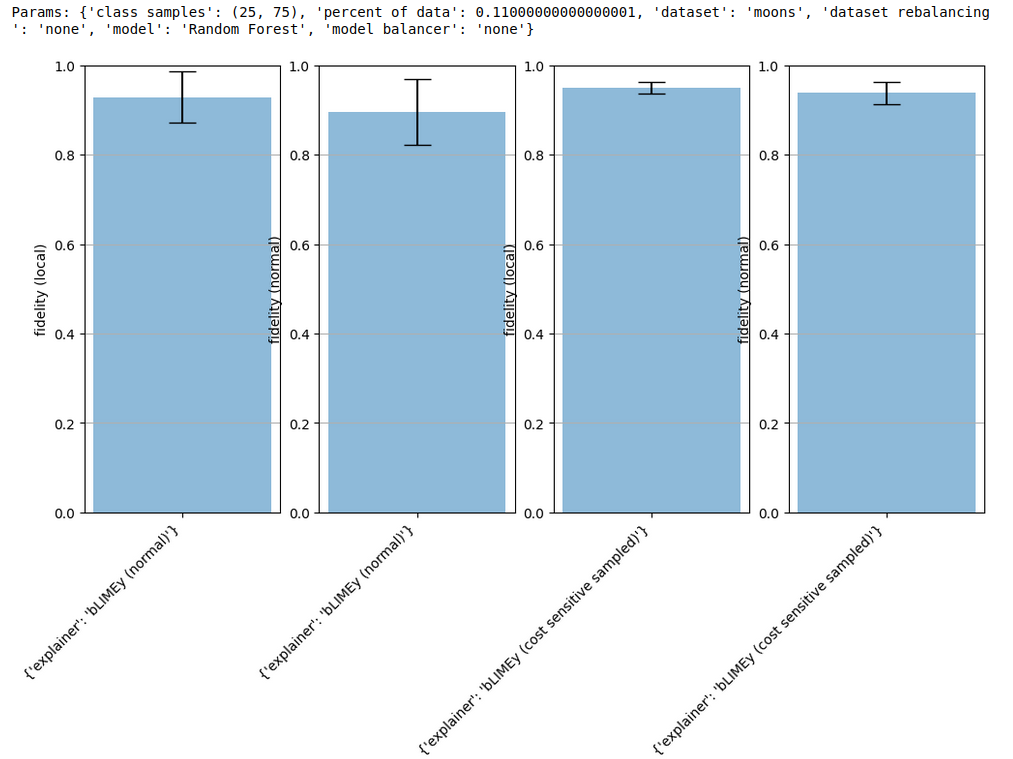 Params: {'class samples': (25, 75), 'percent of data': 0.11000000000000001, 'dataset': 'moons', 'dataset rebalancing
': 'none', 'model': 'Random Forest', 'model balancer': 'none'}
1.0
0.8
0.6
0.4
0.2
0.0
fidelity (local)
{'explainer': 'bLIMEy (normal)'}
1.0
0.8
0.6
0.4
0.2
0.0
fidelity (normal)
{'explainer': 'bLIMEy (normal)'}
1.0
0.8
0.6
0.4
0.2
0.0
fidelity (local)
{'explainer': 'bLIMEy (cost sensitive sampled)'}
1.0
0.8
0.6
0.4
0.2
0.0
fidelity (normal)
{'explainer': 'bLIMEy (cost sensitive sampled)'}